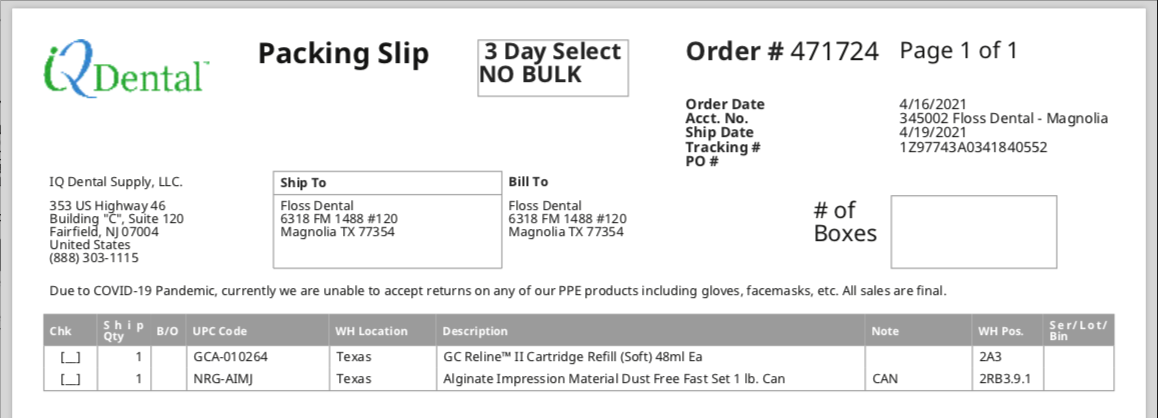 iQ Dental™
Packing Slip
3 Day Select
NO BULK
Order # 471724 Page 1 of 1
Order Date 4/16/2021
Acct. No. 345002 Floss Dental - Magnolia
Ship Date 4/19/2021
Tracking # 1Z97743A0341840552
PO #
IQ Dental Supply, LLC.
353 US Highway 46
Building "C", Suite 120
Fairfield, NJ 07004
United States
(888) 303-1115
Ship To
Floss Dental
6318 FM 1488 #120
Magnolia TX 77354
Bill To
Floss Dental
6318 FM 1488 #120
Magnolia TX 77354
# of
Boxes
Due to COVID-19 Pandemic, currently we are unable to accept returns on any of our PPE products including gloves, facemasks, etc. All sales are final.
Chk Ship Qty B/O UPC Code WH Location Description Note WH Pos. Ser/Lot/Bin
[__] 1 GCA-010264 Texas GC Reline™ II Cartridge Refill (Soft) 48ml Ea 2A3
[__] 1 NRG-AIMJ Texas Alginate Impression Material Dust Free Fast Set 1 lb. Can CAN 2RB3.9.1